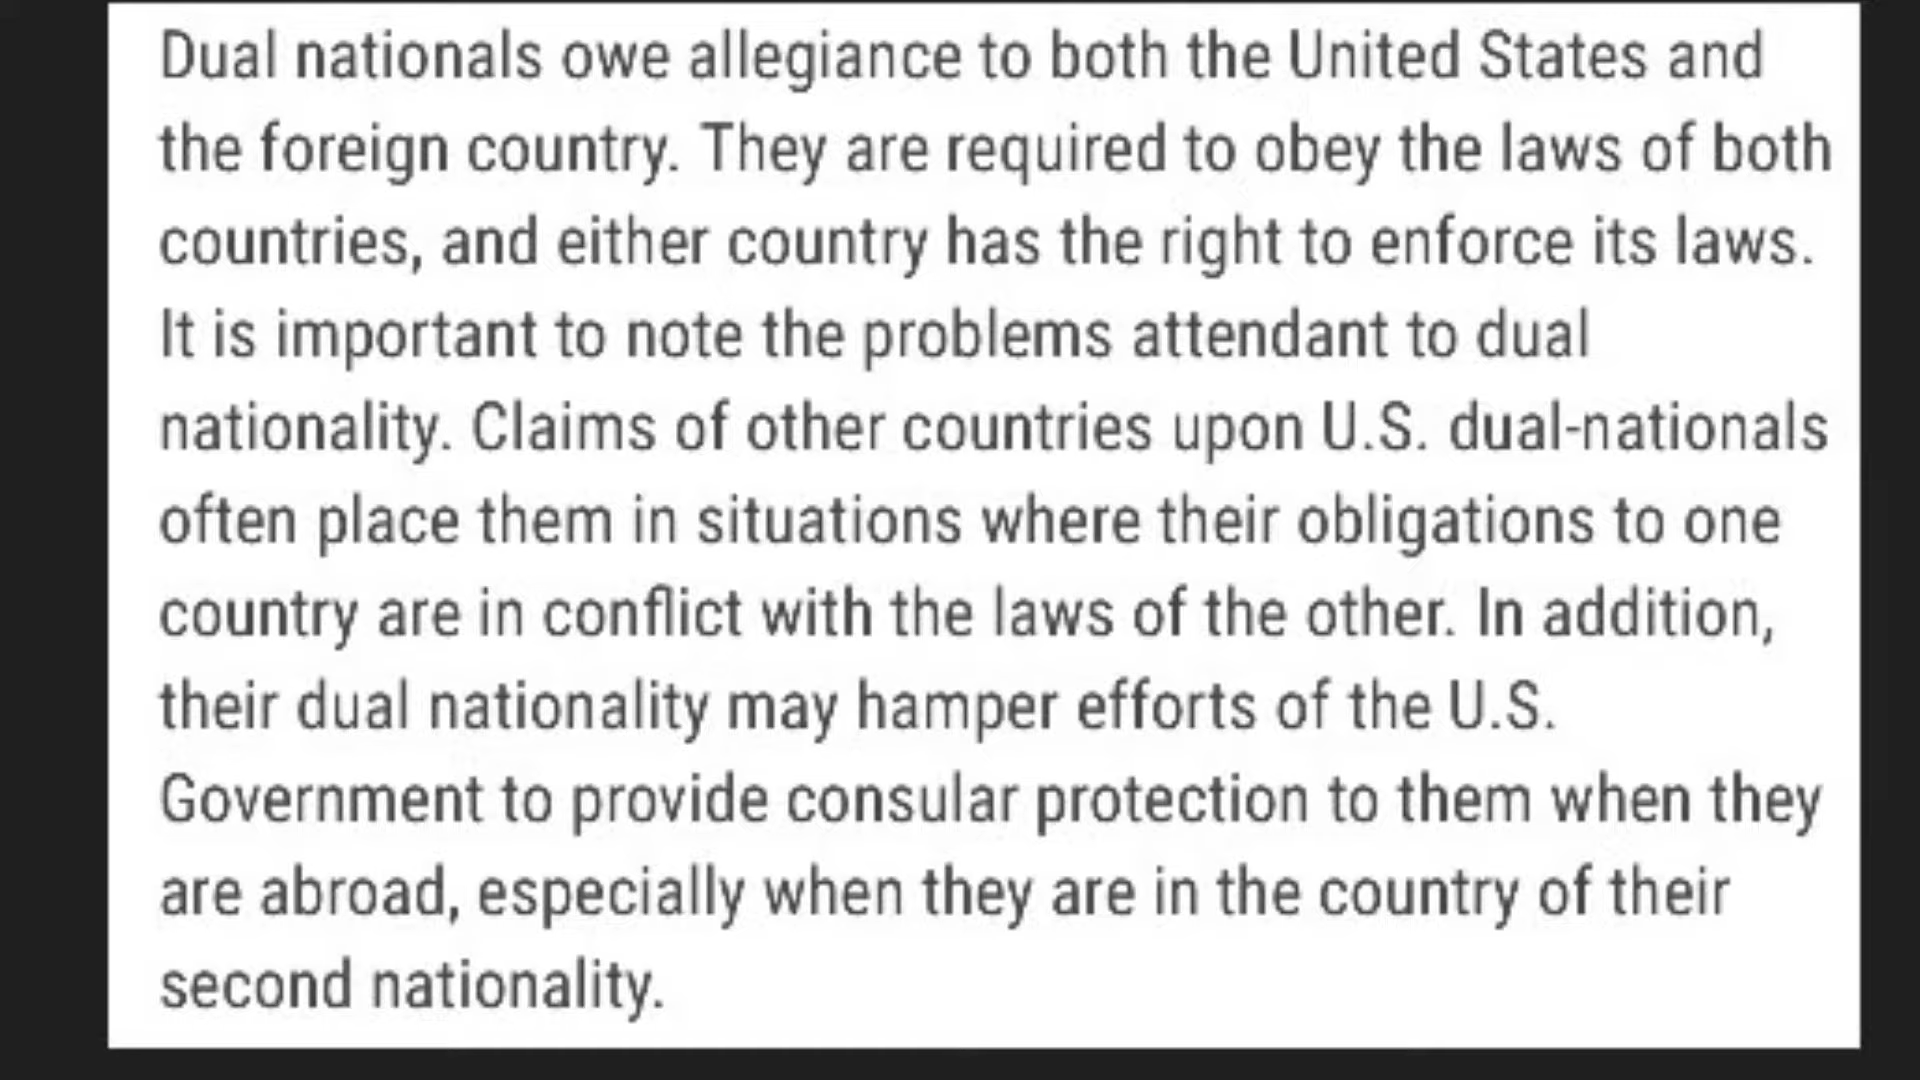 Dual nationals owe allegiance to both the United States and
the foreign country. They are required to obey the laws of both
countries, and either country has the right to enforce its laws.
It is important to note the problems attendant to dual
nationality. Claims of other countries upon U.S. dual-nationals
often place them in situations where their obligations to one
country are in conflict with the laws of the other. In addition,
their dual nationality may hamper efforts of the U.S.
Government to provide consular protection to them when they
are abroad, especially when they are in the country of their
second nationality.